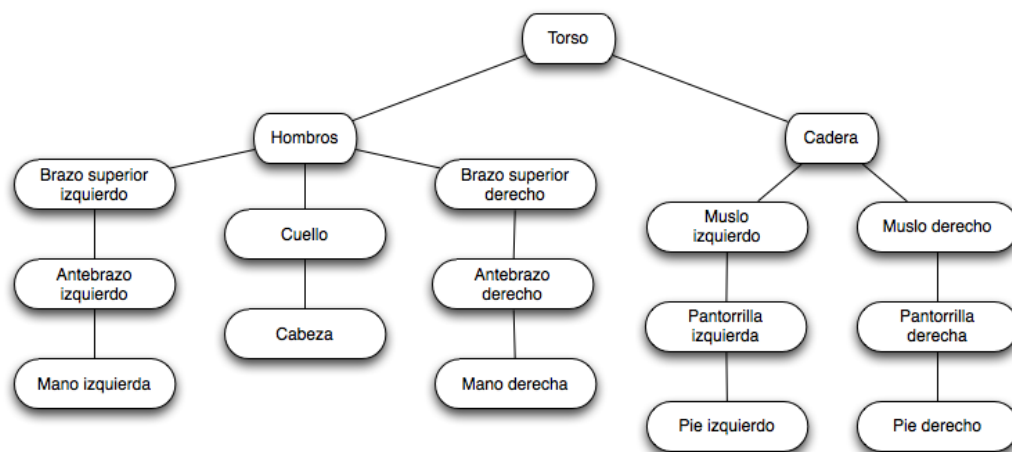 Torso
Hombros
Cadera
Brazo superior
izquierdo
Brazo superior
derecho
Cuello
Muslo
izquierdo
Muslo derecho
Antebrazo
izquierdo
Antebrazo
derecho
Cabeza
Pantorrilla
izquierda
Pantorrilla
derecha
Mano izquierda
Mano derecha
Pie izquierdo
Pie derecho